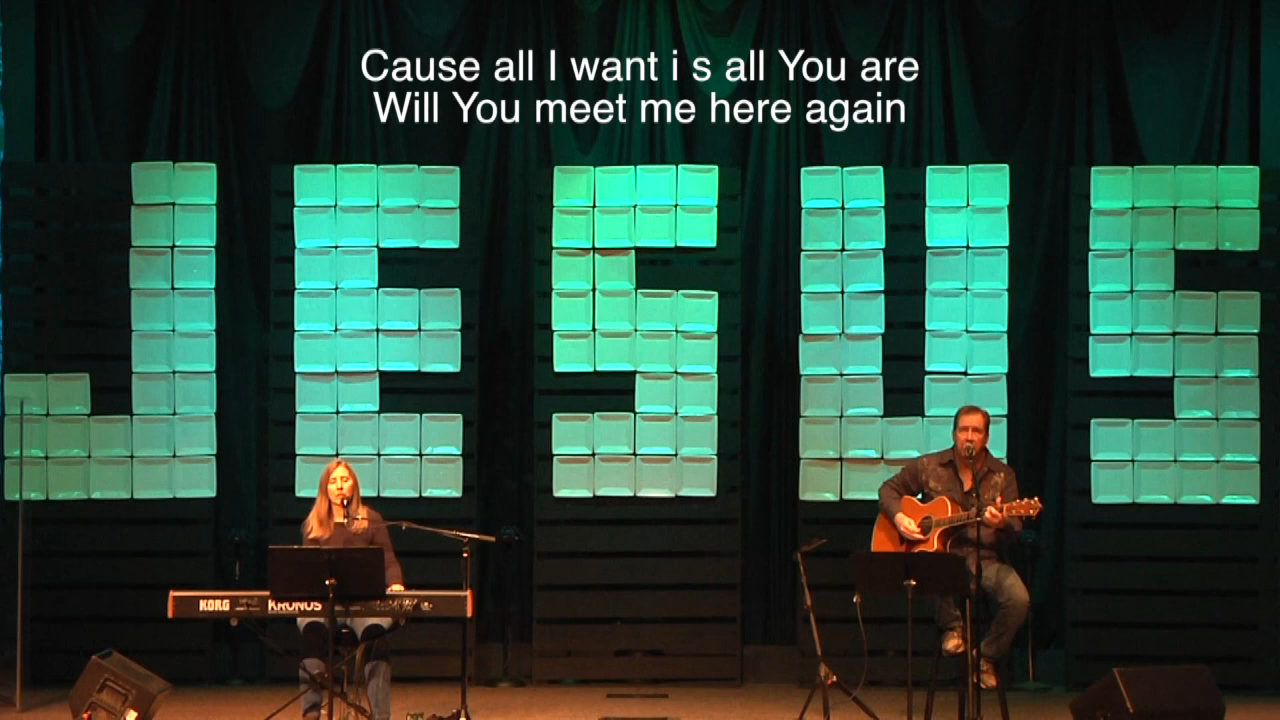 Cause all I want i s all You are
Will You meet me here again
JESUS
KORG KRONOS